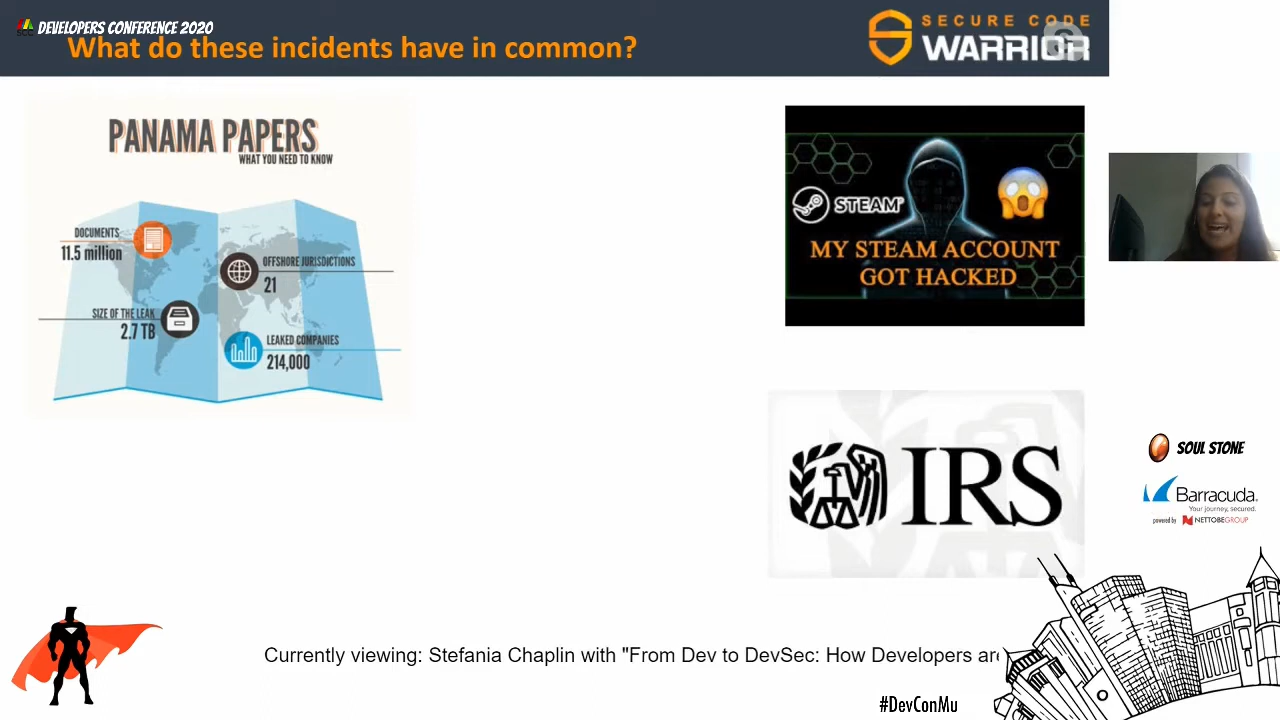 DEVELOPERS CONFERENCE 2020
What do these incidents have in common?
SECURE CODE
WARRIOR
PANAMA PAPERS
WHAT YOU NEED TO KNOW
DOCUMENTS
11.5 million
OFFSHORE JURISDICTIONS
21
SIZE OF THE LEAK
2.7 TB
LEAKED COMPANIES
214,000
STEAM
MY STEAM ACCOUNT
GOT HACKED
IRS
SOUL STONE
Barracuda
Your journey, secured.
powered by NETTOBEGROUP
Currently viewing: Stefania Chaplin with "From Dev to DevSec: How Developers are
#DevConMu